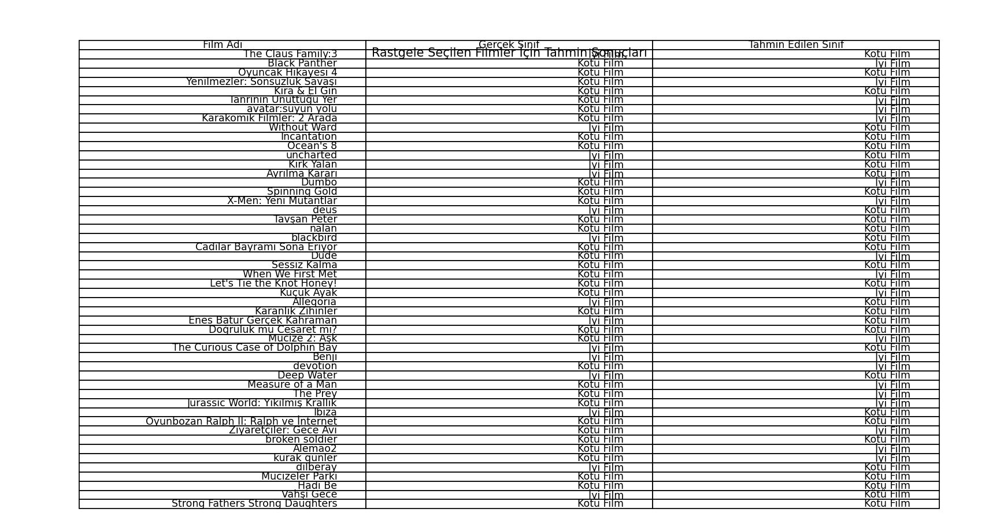 Film Adı Gerçek Sınıf Tahmin Edilen Sınıf
Rastgele Seçilen Filmler İçin Tahmin Sonuçları
The Claus Family:3 İyi Film Kötü Film
Black Panther Kötü Film İyi Film
Oyuncak Hikayesi 4 Kötü Film Kötü Film
Yenilmezler: Sonsuzluk Savaşı Kötü Film İyi Film
Kira & El Gin Kötü Film Kötü Film
Tanrının Unuttuğu Yer Kötü Film İyi Film
avatar:suyun yolu Kötü Film İyi Film
Karakomik Filmler: 2 Arada Kötü Film İyi Film
Without Ward İyi Film Kötü Film
Incantation Kötü Film Kötü Film
Ocean's 8 Kötü Film Kötü Film
uncharted İyi Film Kötü Film
Kırk Yalan İyi Film Kötü Film
Ayrılma Kararı İyi Film Kötü Film
Dumbo Kötü Film İyi Film
Spinning Gold Kötü Film Kötü Film
X-Men: Yeni Mutantlar Kötü Film İyi Film
deus İyi Film Kötü Film
Tavşan Peter Kötü Film Kötü Film
nalan Kötü Film Kötü Film
blackbird İyi Film Kötü Film
Cadılar Bayramı Sona Eriyor Kötü Film Kötü Film
Dude Kötü Film İyi Film
Sessiz Kalma Kötü Film Kötü Film
When We First Met Kötü Film İyi Film
Let's Tie the Knot Honey! Kötü Film Kötü Film
Küçük Ayak Kötü Film İyi Film
Allegoria İyi Film Kötü Film
Karanlık Zihinler Kötü Film Kötü Film
Enes Batur Gerçek Kahraman İyi Film Kötü Film
Doğruluk mu Cesaret mi? Kötü Film Kötü Film
Mucize 2: Aşk Kötü Film İyi Film
The Curious Case of Dolphin Bay İyi Film Kötü Film
Benji İyi Film İyi Film
devotion Kötü Film İyi Film
Deep Water İyi Film Kötü Film
Measure of a Man Kötü Film İyi Film
The Prey Kötü Film İyi Film
Jurassic World: Yıkılmış Krallık Kötü Film İyi Film
Ibiza İyi Film Kötü Film
Oyunbozan Ralph II: Ralph ve İnternet Kötü Film Kötü Film
Ziyaretçiler: Gece Avı Kötü Film İyi Film
broken soldier Kötü Film Kötü Film
Alemao2 Kötü Film İyi Film
kurak günler Kötü Film İyi Film
dilberay İyi Film Kötü Film
Mucizeler Parkı Kötü Film Kötü Film
Hadi Be Kötü Film Kötü Film
Vahşi Gece İyi Film Kötü Film
Strong Fathers Strong Daughters Kötü Film Kötü Film